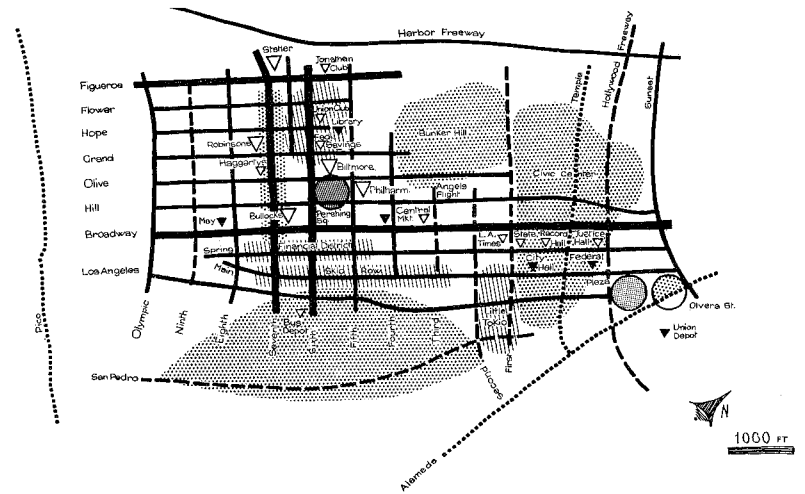 Harbor Freeway
Statler
Jonathan
Club
Figueroa
Flower
Hope
Grand
Olive
Hill
Broadway
Spring
Main
Los Angeles
San Pedro
Union Club
Library
Savings
Robinsons
Haggartys
Biltmore
Philharm.
Bunker Hill
Angels
Flight
Civic Center
May
Bullocks
Pershing
Sq.
Central
Mkt.
L.A.
Times
State
Record
Hall
Justice
Hall
Financial District
Skid Row
City
Hall
Federal
Plaza
Olvera St.
Union
Depot
Bus
Depot
Little
Tokio
Pico
Olympic
Ninth
Eighth
Seventh
Sixth
Fifth
Fourth
Third
Second
First
Temple
Hollywood Freeway
Sunset
Alameda
N
1000 FT